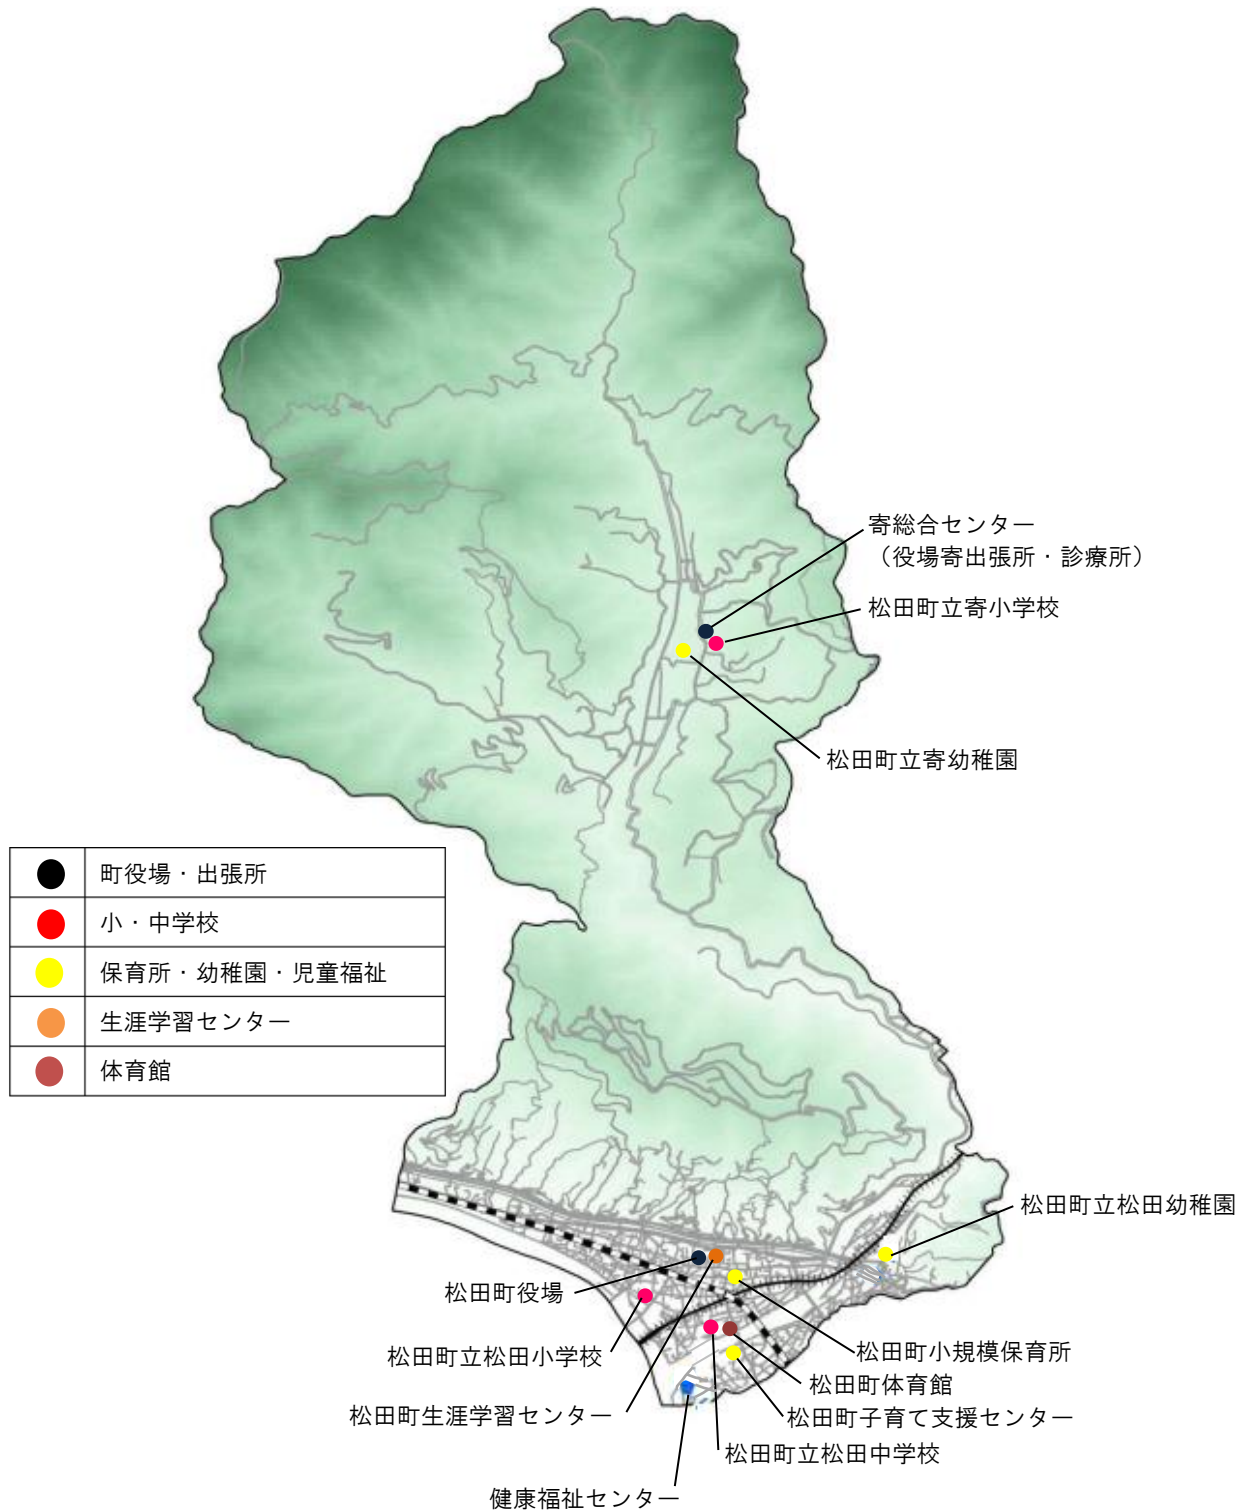 寄総合センター
（役場寄出張所・診療所）
松田町立寄小学校
松田町立寄幼稚園
町役場・出張所
小・中学校
保育所・幼稚園・児童福祉
生涯学習センター
体育館
松田町立松田幼稚園
松田町役場
松田町立松田小学校
松田町小規模保育所
松田町体育館
松田町生涯学習センター
松田町子育て支援センター
松田町立松田中学校
健康福祉センター